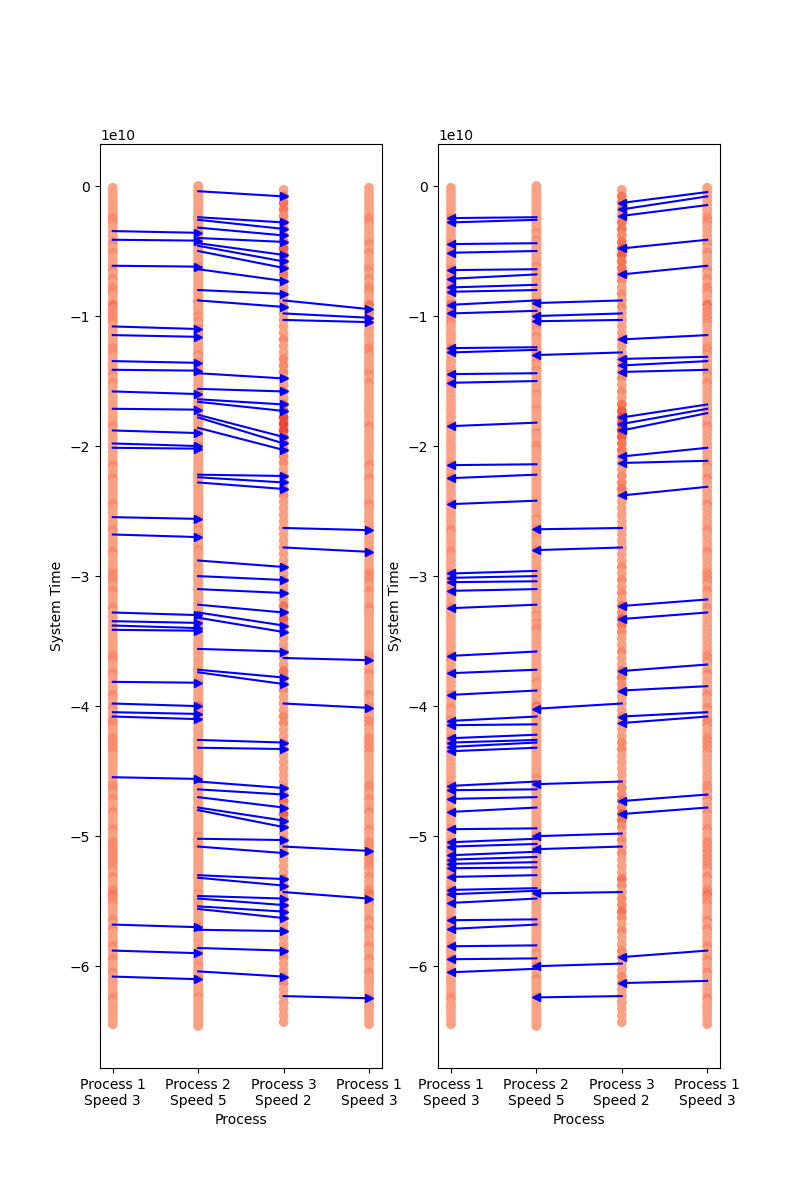 1e10
1e10
0
−1
−2
−3
−4
−5
−6
System Time
Process 1
Speed 3
Process 2
Speed 5
Process 3
Speed 2
Process 1
Speed 3
Process
0
−1
−2
−3
−4
−5
−6
System Time
Process 1
Speed 3
Process 2
Speed 5
Process 3
Speed 2
Process 1
Speed 3
Process